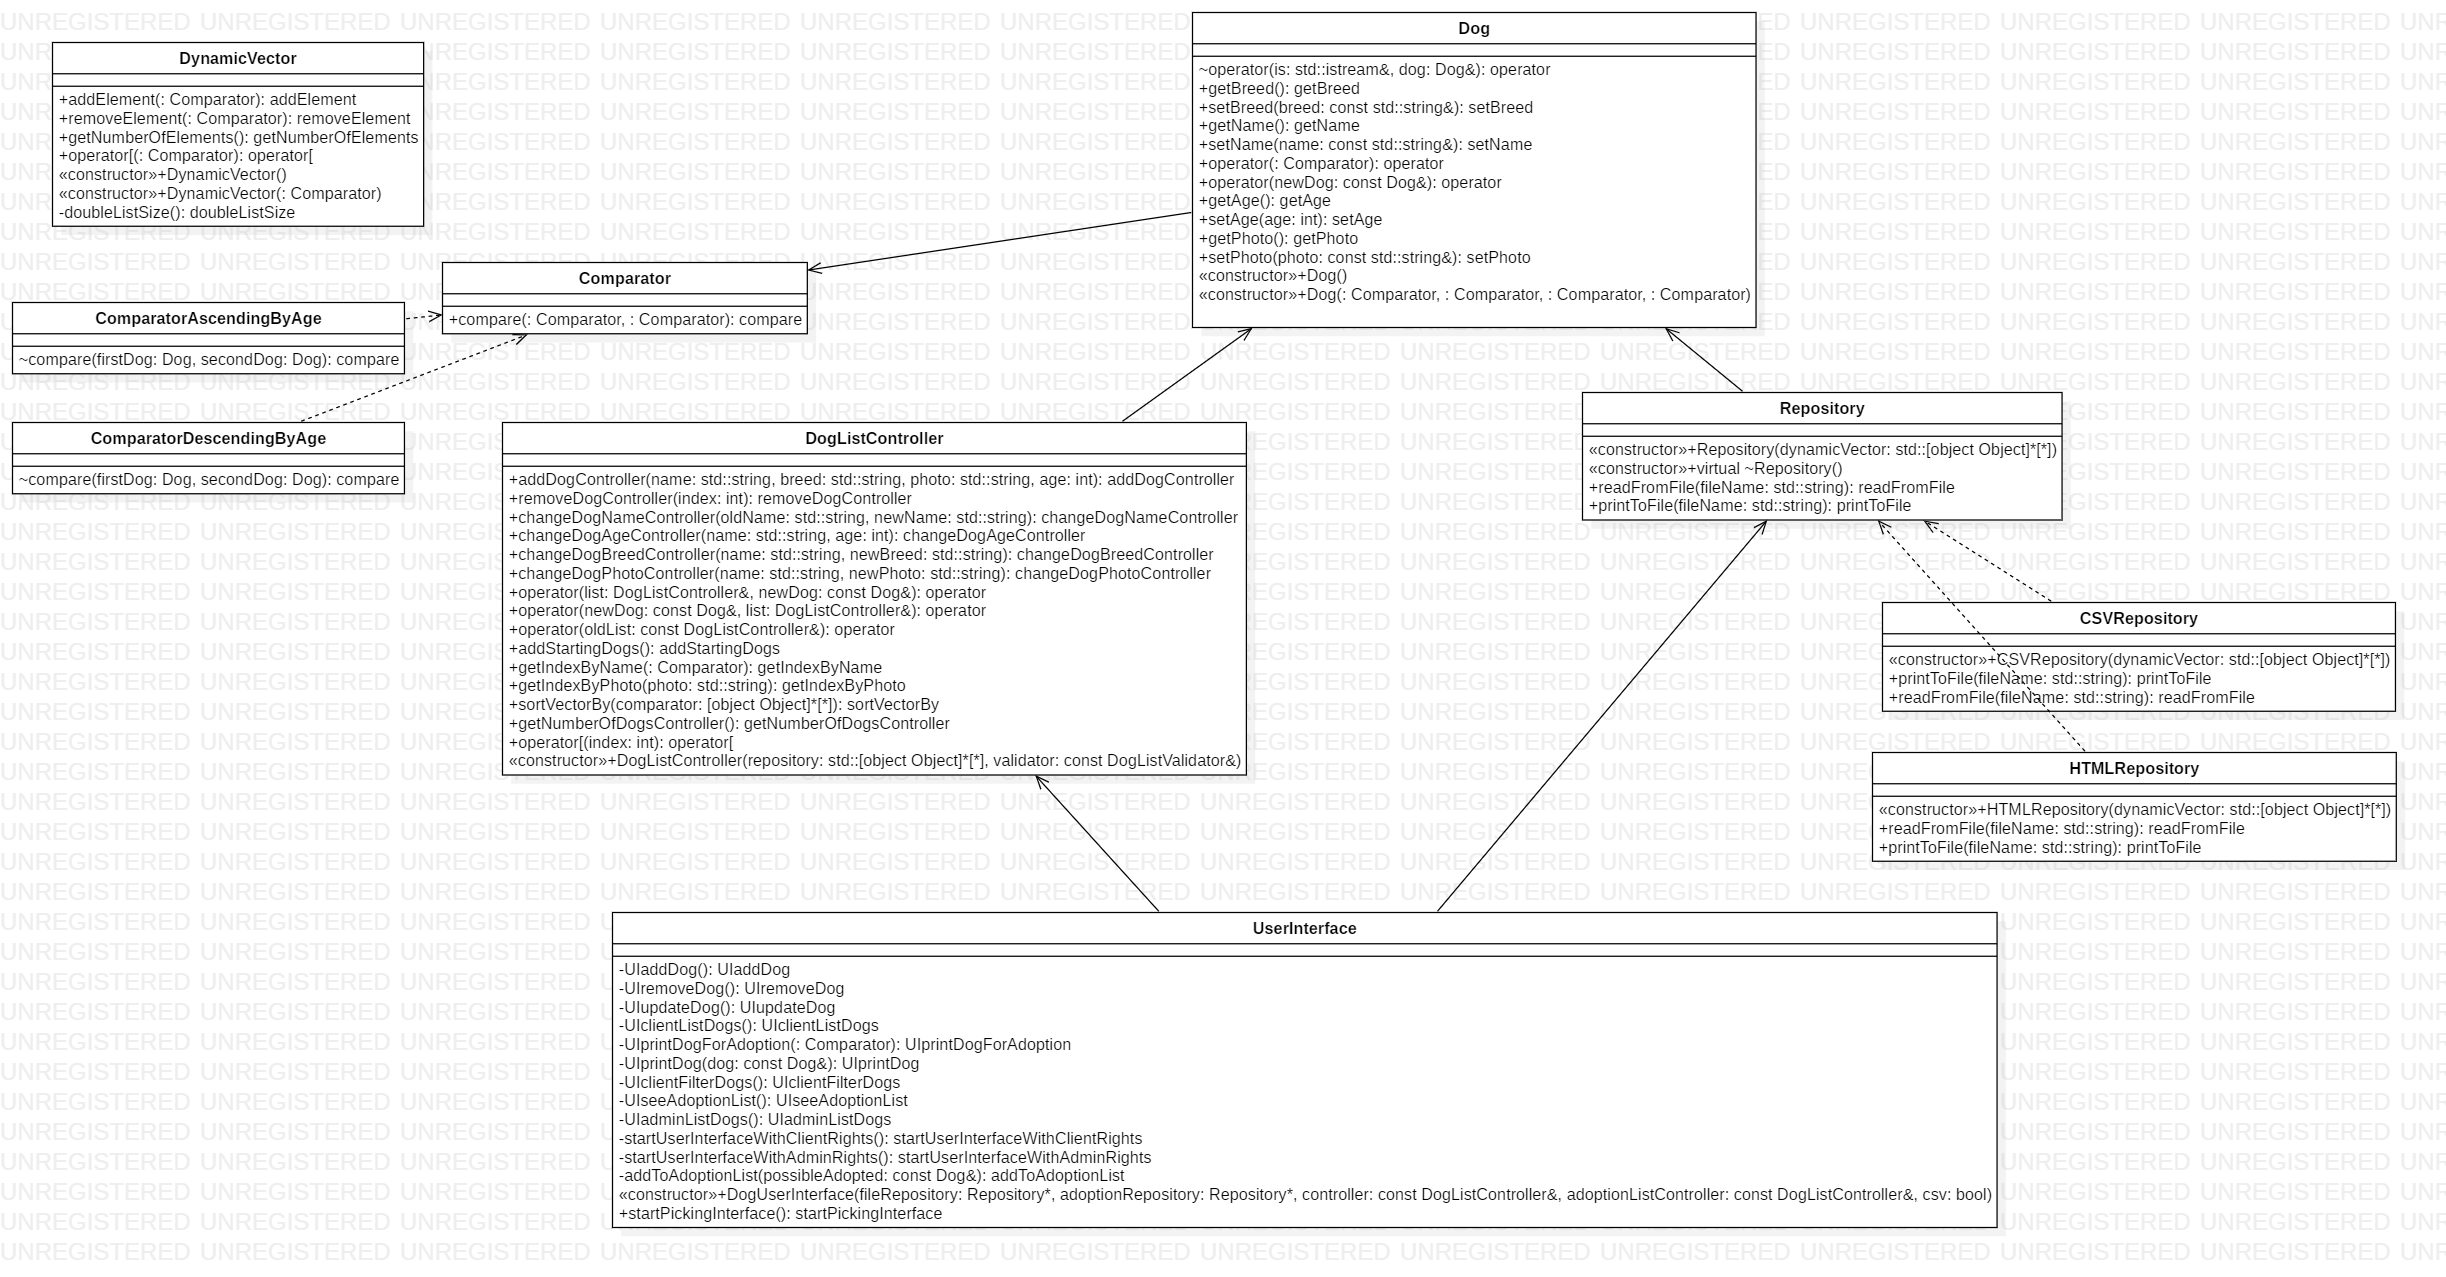 DynamicVector
+addElement(: Comparator): addElement
+removeElement(: Comparator): removeElement
+getNumberOfElements(): getNumberOfElements
+operator[(: Comparator): operator[
«constructor»+DynamicVector()
«constructor»+DynamicVector(: Comparator)
-doubleListSize(): doubleListSize
Dog
~operator(is: std::istream&, dog: Dog&): operator
+getBreed(): getBreed
+setBreed(breed: const std::string&): setBreed
+getName(): getName
+setName(name: const std::string&): setName
+operator(: Comparator): operator
+operator(newDog: const Dog&): operator
+getAge(): getAge
+setAge(age: int): setAge
+getPhoto(): getPhoto
+setPhoto(photo: const std::string&): setPhoto
«constructor»+Dog()
«constructor»+Dog(: Comparator, : Comparator, : Comparator, : Comparator)
Comparator
+compare(: Comparator, : Comparator): compare
ComparatorAscendingByAge
~compare(firstDog: Dog, secondDog: Dog): compare
ComparatorDescendingByAge
~compare(firstDog: Dog, secondDog: Dog): compare
DogListController
+addDogController(name: std::string, breed: std::string, photo: std::string, age: int): addDogController
+removeDogController(index: int): removeDogController
+changeDogNameController(oldName: std::string, newName: std::string): changeDogNameController
+changeDogAgeController(name: std::string, age: int): changeDogAgeController
+changeDogBreedController(name: std::string, newBreed: std::string): changeDogBreedController
+changeDogPhotoController(name: std::string, newPhoto: std::string): changeDogPhotoController
+operator(list: DogListController&, newDog: const Dog&): operator
+operator(newDog: const Dog&, list: DogListController&): operator
+operator(oldList: const DogListController&): operator
+addStartingDogs(): addStartingDogs
+getIndexByName(: Comparator): getIndexByName
+getIndexByPhoto(photo: std::string): getIndexByPhoto
+sortVectorBy(comparator: [object Object]*[*]): sortVectorBy
+getNumberOfDogsController(): getNumberOfDogsController
+operator[(index: int): operator[
«constructor»+DogListController(repository: std::[object Object]*[*], validator: const DogListValidator&)
Repository
«constructor»+Repository(dynamicVector: std::[object Object]*[*])
«constructor»+virtual ~Repository()
+readFromFile(fileName: std::string): readFromFile
+printToFile(fileName: std::string): printToFile
CSVRepository
«constructor»+CSVRepository(dynamicVector: std::[object Object]*[*])
+printToFile(fileName: std::string): printToFile
+readFromFile(fileName: std::string): readFromFile
HTMLRepository
«constructor»+HTMLRepository(dynamicVector: std::[object Object]*[*])
+readFromFile(fileName: std::string): readFromFile
+printToFile(fileName: std::string): printToFile
UserInterface
-UIaddDog(): UIaddDog
-UIremoveDog(): UIremoveDog
-UIupdateDog(): UIupdateDog
-UIclientListDogs(): UIclientListDogs
-UIprintDogForAdoption(: Comparator): UIprintDogForAdoption
-UIprintDog(dog: const Dog&): UIprintDog
-UIclientFilterDogs(): UIclientFilterDogs
-UIseeAdoptionList(): UIseeAdoptionList
-UIadminListDogs(): UIadminListDogs
-startUserInterfaceWithClientRights(): startUserInterfaceWithClientRights
-startUserInterfaceWithAdminRights(): startUserInterfaceWithAdminRights
-addToAdoptionList(possibleAdopted: const Dog&): addToAdoptionList
«constructor»+DogUserInterface(fileRepository: Repository*, adoptionRepository: Repository*, controller: const DogListController&, adoptionListController: const DogListController&, csv: bool)
+startPickingInterface(): startPickingInterface
UNREGISTERED